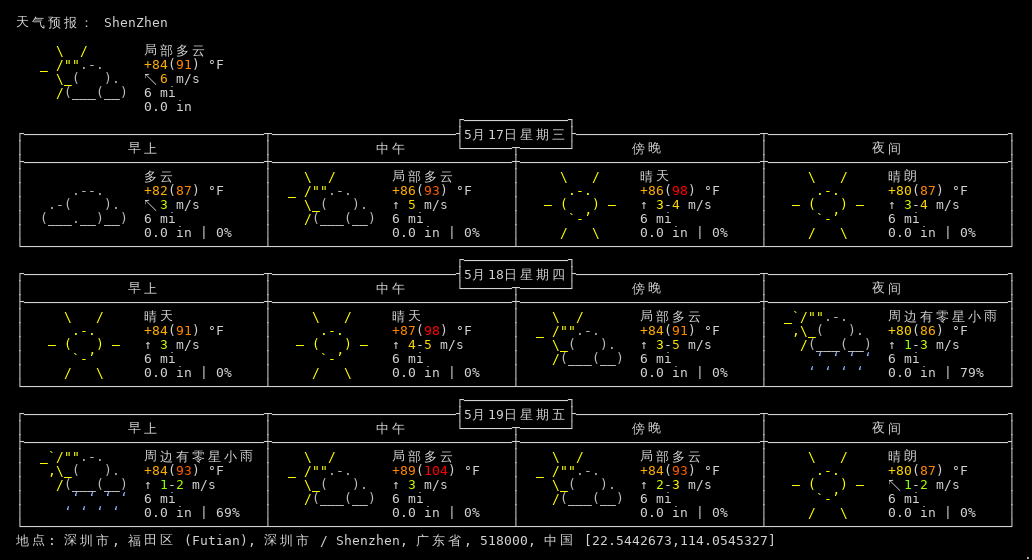 天气预报: ShenZhen
局部多云
+84(91) °F
↖ 6 m/s
6 mi
0.0 in
5月17日星期三
早上 中午 傍晚 夜间
多云 局部多云 晴天 晴朗
+82(87) °F +86(93) °F +86(98) °F +80(87) °F
↖ 3 m/s ↑ 5 m/s ↑ 3-4 m/s ↑ 3-4 m/s
6 mi 6 mi 6 mi 6 mi
0.0 in | 0% 0.0 in | 0% 0.0 in | 0% 0.0 in | 0%
5月18日星期四
早上 中午 傍晚 夜间
晴天 晴天 局部多云 周边有零星小雨
+84(91) °F +87(98) °F +84(91) °F +80(86) °F
↑ 3 m/s ↑ 4-5 m/s ↑ 3-5 m/s ↑ 1-3 m/s
6 mi 6 mi 6 mi 6 mi
0.0 in | 0% 0.0 in | 0% 0.0 in | 0% 0.0 in | 79%
5月19日星期五
早上 中午 傍晚 夜间
周边有零星小雨 局部多云 局部多云 晴朗
+84(93) °F +89(104) °F +84(93) °F +80(87) °F
↑ 1-2 m/s ↑ 3 m/s ↑ 2-3 m/s ↖ 1-2 m/s
6 mi 6 mi 6 mi 6 mi
0.0 in | 69% 0.0 in | 0% 0.0 in | 0% 0.0 in | 0%
地点: 深圳市, 福田区 (Futian), 深圳市 / Shenzhen, 广东省, 518000, 中国 [22.5442673,114.0545327]